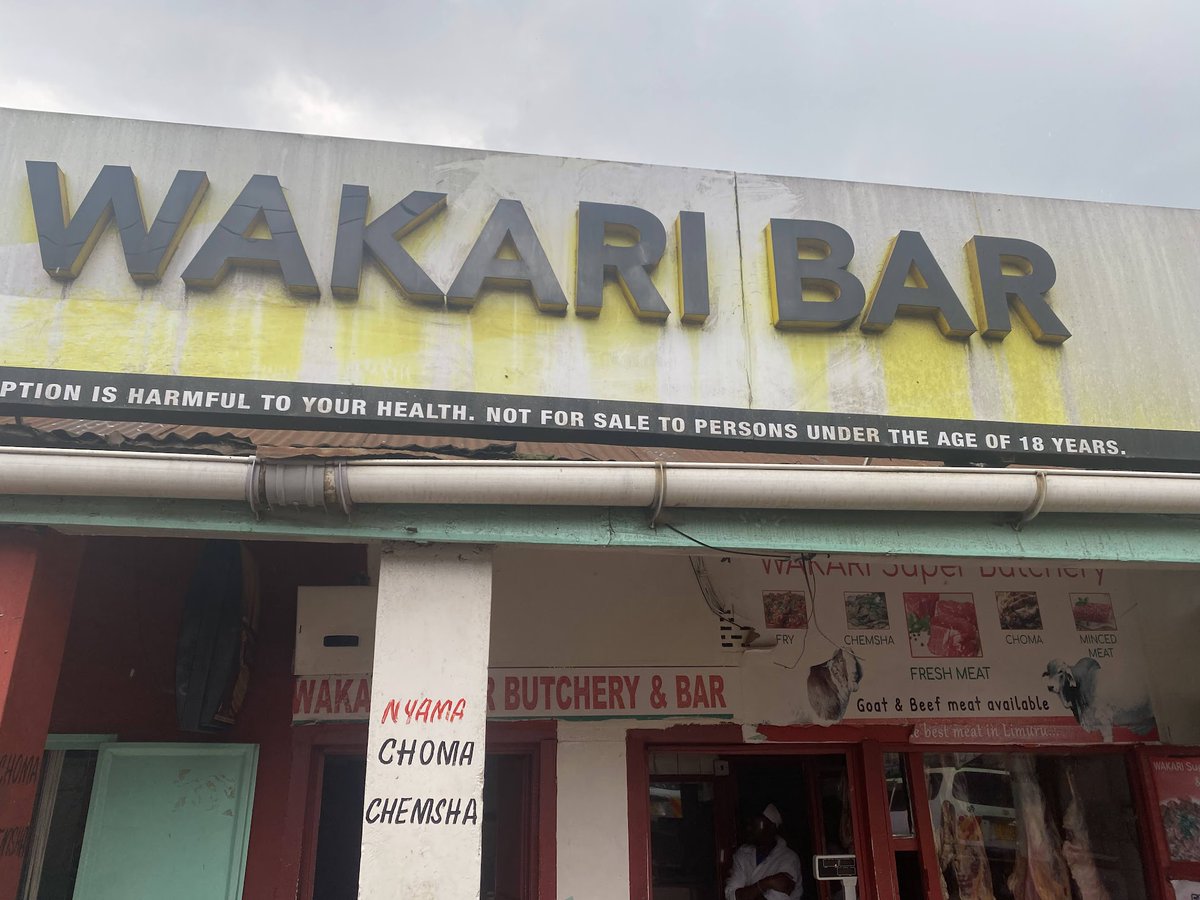 WAKARI BAR
PTION IS HARMFUL TO YOUR HEALTH. NOT FOR SALE TO PERSONS UNDER THE AGE OF 18 YEARS.
WAKARI Super Butchery
FRY
CHEMSHA
FRESH MEAT
CHOMA
MINCED
MEAT
Goat & Beef meat available
e best meat in Limuru...
WAKA R BUTCHERY & BAR
NYAMA
CHOMA
CHEMSHA
CHOMA
WAKARI